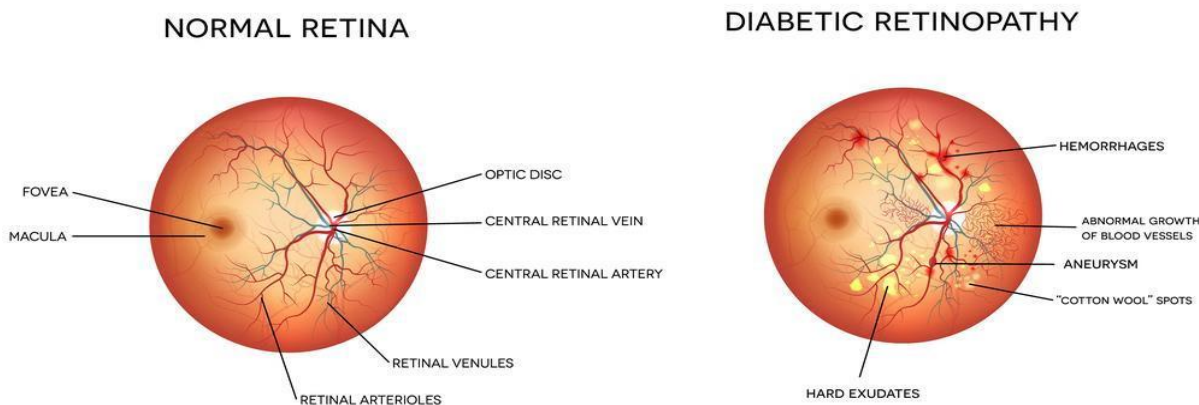 NORMAL RETINA
FOVEA
MACULA
OPTIC DISC
CENTRAL RETINAL VEIN
CENTRAL RETINAL ARTERY
RETINAL VENULES
RETINAL ARTERIOLES
DIABETIC RETINOPATHY
HEMORRHAGES
ABNORMAL GROWTH
OF BLOOD VESSELS
ANEURYSM
"COTTON WOOL" SPOTS
HARD EXUDATES